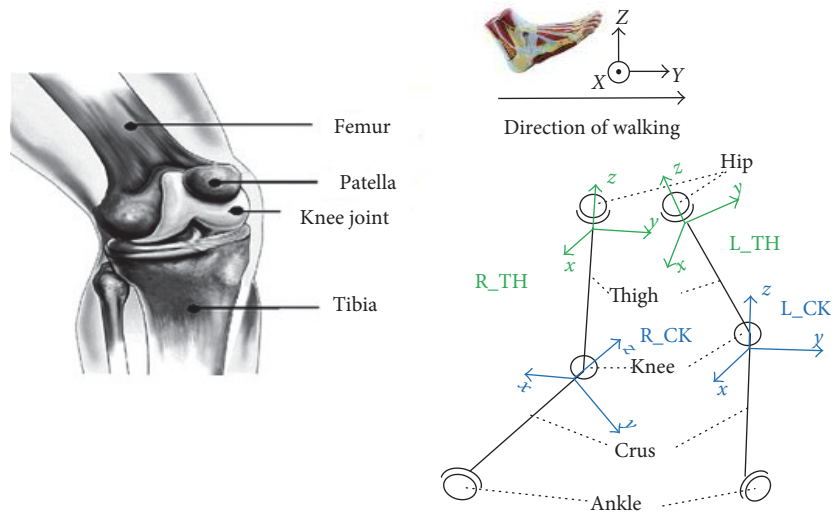 Femur
Patella
Knee joint
Tibia
Z
X
Y
Direction of walking
Hip
z
y
x
R_TH
z
y
x
L_TH
Thigh
R_CK
z
x
y
L_CK
z
y
x
Knee
Crus
Ankle